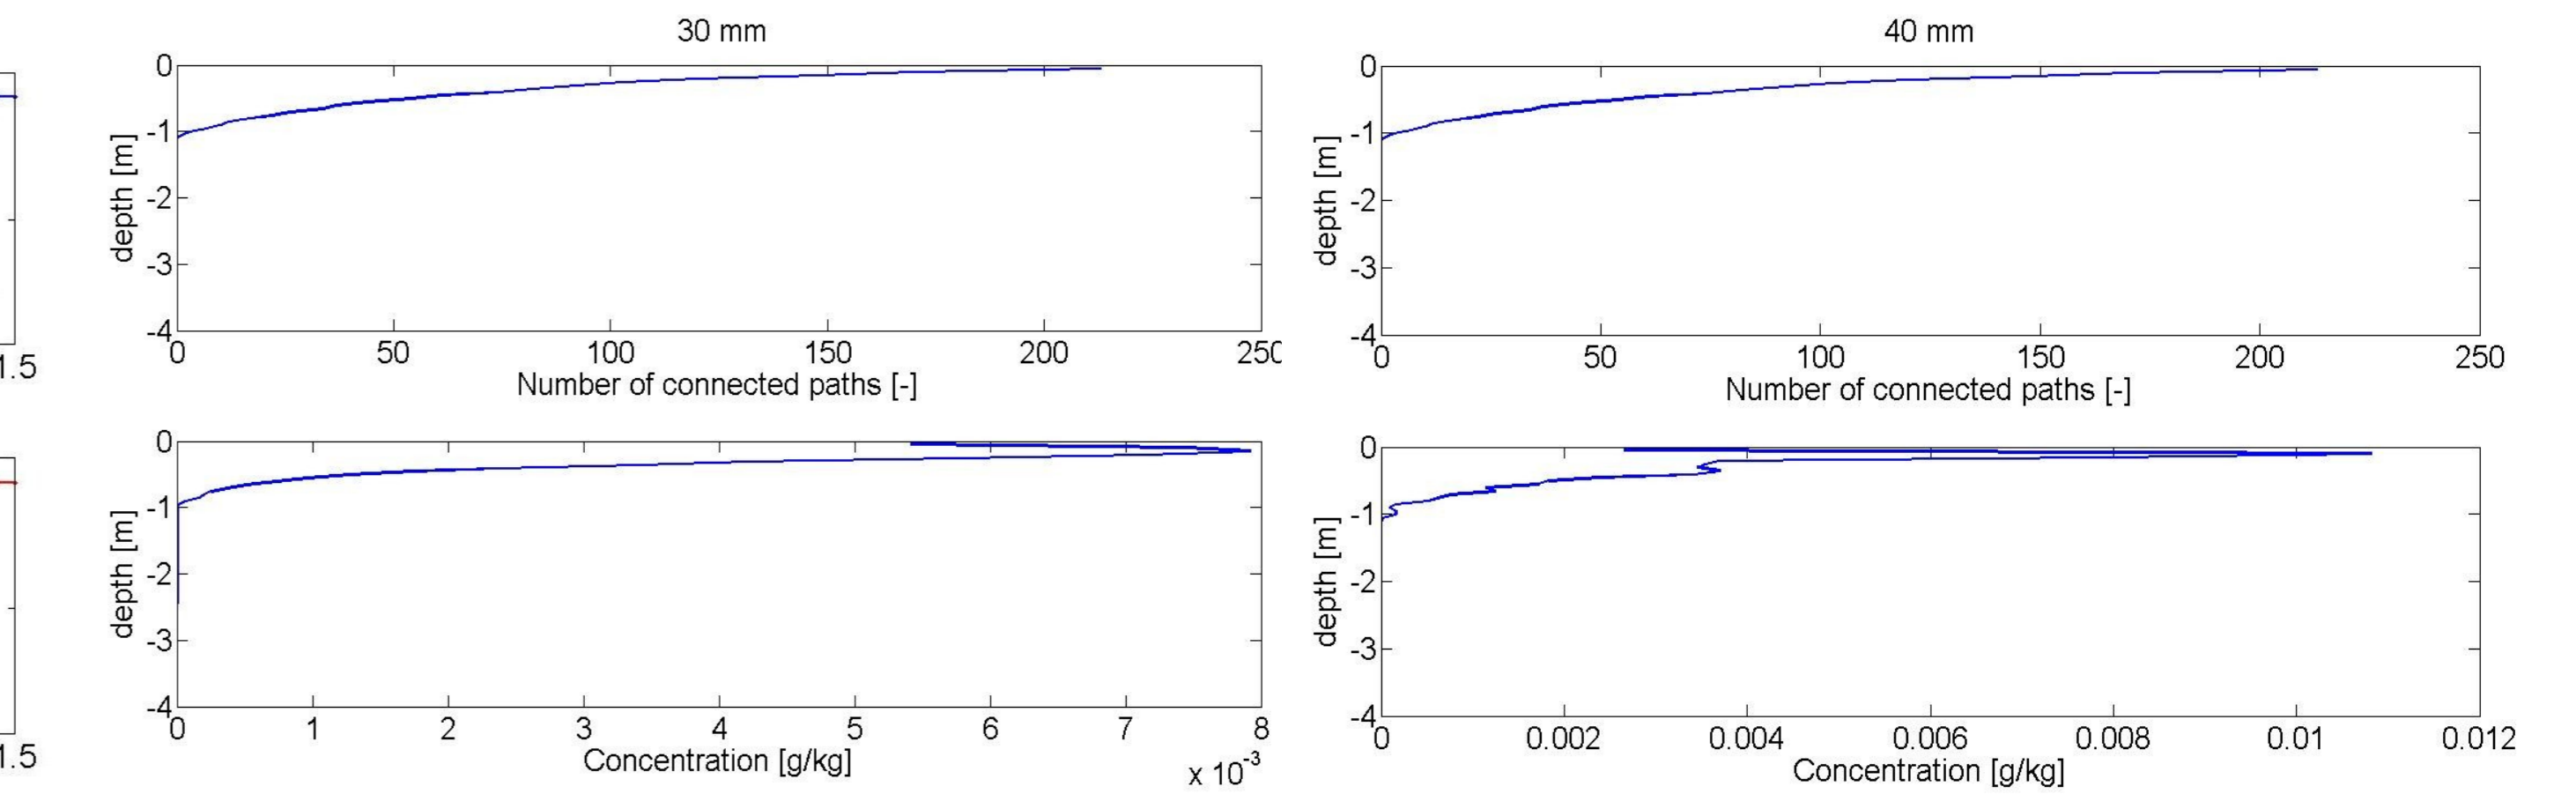 30 mm
0
-1
-2
-3
-4
depth [m]
0 50 100 150 200 250
Number of connected paths [-]
40 mm
0
-1
-2
-3
-4
depth [m]
0 50 100 150 200 250
Number of connected paths [-]
1.5
0
-1
-2
-3
-4
depth [m]
0 1 2 3 4 5 6 7 8
Concentration [g/kg]
x 10-3
0
-1
-2
-3
-4
depth [m]
0 0.002 0.004 0.006 0.008 0.01 0.012
Concentration [g/kg]
1.5